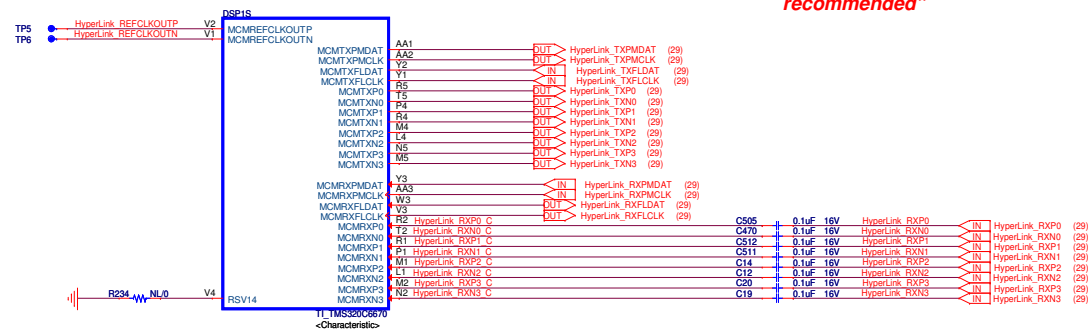 recommended"
DSP1S
TP5 HyperLink_REFCLKOUTP V2 MCMREFCLKOUTP
TP6 HyperLink_REFCLKOUTN V1 MCMREFCLKOUTN
MCMTXPMDAT AA1 OUT HyperLink_TXPMDAT (29)
MCMTXPMCLK AA2 OUT HyperLink_TXPMCLK (29)
MCMTXFLDAT Y2 IN HyperLink_TXFLDAT (29)
MCMTXFLCLK Y1 IN HyperLink_TXFLCLK (29)
MCMTXP0 R5 OUT HyperLink_TXP0 (29)
MCMTXN0 T5 OUT HyperLink_TXN0 (29)
MCMTXP1 P4 OUT HyperLink_TXP1 (29)
MCMTXN1 R4 OUT HyperLink_TXN1 (29)
MCMTXP2 M4 OUT HyperLink_TXP2 (29)
MCMTXN2 L4 OUT HyperLink_TXN2 (29)
MCMTXP3 N5 OUT HyperLink_TXP3 (29)
MCMTXN3 M5 OUT HyperLink_TXN3 (29)
MCMRXPMDAT Y3 IN HyperLink_RXPMDAT (29)
MCMRXPMCLK AA3 IN HyperLink_RXPMCLK (29)
MCMRXFLDAT W3 OUT HyperLink_RXFLDAT (29)
MCMRXFLCLK V3 OUT HyperLink_RXFLCLK (29)
MCMRXP0 R2 HyperLink_RXP0_C C505 0.1uF 16V HyperLink_RXP0 IN HyperLink_RXP0 (29)
MCMRXN0 T2 HyperLink_RXN0_C C470 0.1uF 16V HyperLink_RXN0 IN HyperLink_RXN0 (29)
MCMRXP1 R1 HyperLink_RXP1_C C512 0.1uF 16V HyperLink_RXP1 IN HyperLink_RXP1 (29)
MCMRXN1 P1 HyperLink_RXN1_C C511 0.1uF 16V HyperLink_RXN1 IN HyperLink_RXN1 (29)
MCMRXP2 M1 HyperLink_RXP2_C C14 0.1uF 16V HyperLink_RXP2 IN HyperLink_RXP2 (29)
MCMRXN2 L1 HyperLink_RXN2_C C12 0.1uF 16V HyperLink_RXN2 IN HyperLink_RXN2 (29)
MCMRXP3 M2 HyperLink_RXP3_C C20 0.1uF 16V HyperLink_RXP3 IN HyperLink_RXP3 (29)
R234 NL/0 V4 RSV14 MCMRXN3 N2 HyperLink_RXN3_C C19 0.1uF 16V HyperLink_RXN3 IN HyperLink_RXN3 (29)
TI_TMS320C6670
<Characteristic>